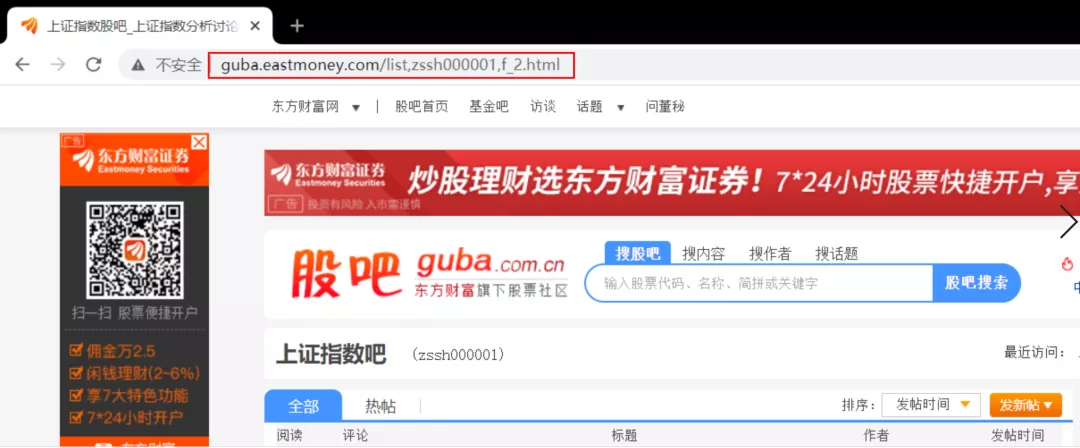 上证指数股吧_上证指数分析讨论
不安全 guba.eastmoney.com/list,zssh000001,f_2.html
东方财富网 股吧首页 基金吧 访谈 话题 问董秘
广告
东方财富证券
Eastmoney Securities
扫一扫 股票便捷开户
佣金万2.5
闲钱理财(2~6%)
享7大特色功能
7*24小时开户
东方财富
东方财富证券
Eastmoney Securities
炒股理财选东方财富证券！7*24小时股票快捷开户,享
广告 投资有风险 入市需谨慎
股吧 guba.com.cn
东方财富旗下股票社区
搜股吧 搜内容 搜作者 搜话题
输入股票代码、名称、简拼或关键字 股吧搜索
上证指数吧 (zssh000001)
最近访问：
全部 热帖
排序： 发帖时间 发新帖
阅读 评论 标题 作者 发帖时间